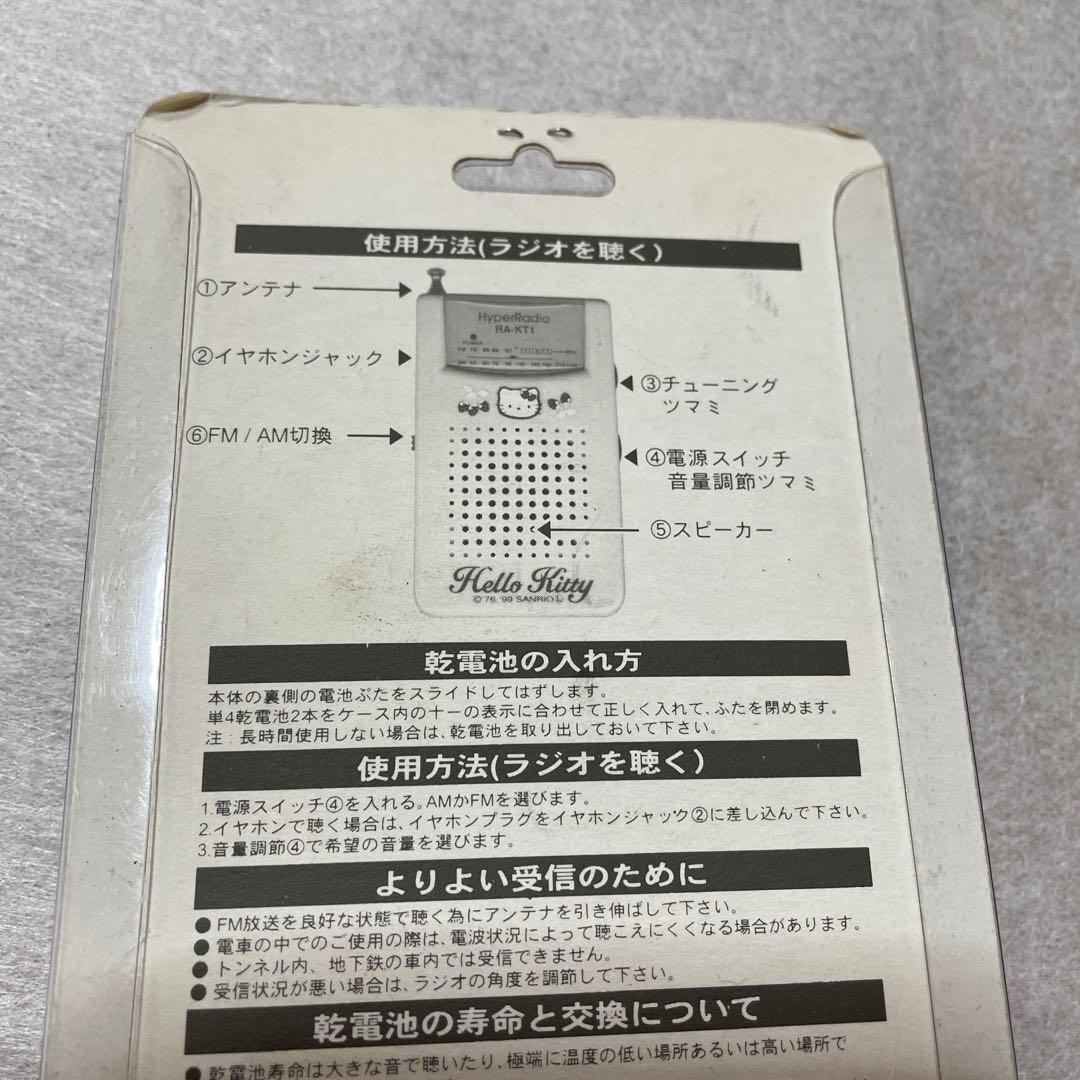 使用方法(ラジオを聴く)
①アンテナ
HyperRadio
RA-KT1
POWER
②イヤホンジャック
③チューニング
ツマミ
⑥FM / AM切換
④電源スイッチ
音量調節ツマミ
⑤スピーカー
Hello Kitty
©'76,'99 SANRIO
乾電池の入れ方
本体の裏側の電池ぶたをスライドしてはずします。
単4乾電池2本をケース内の十ーの表示に合わせて正しく入れて、ふたを閉めます。
注:長時間使用しない場合は、乾電池を取り出しておいて下さい。
使用方法(ラジオを聴く)
1.電源スイッチ④を入れる。AMかFMを選びます。
2.イヤホンで聴く場合は、イヤホンプラグをイヤホンジャック②に差し込んで下さい。
3.音量調節④で希望の音量を選びます。
よりよい受信のために
●FM放送を良好な状態で聴く為にアンテナを引き伸ばして下さい。
●電車の中でのご使用の際は、電波状況によって聴こえにくくなる場合があります。
●トンネル内、地下鉄の車内では受信できません。
●受信状況が悪い場合は、ラジオの角度を調節して下さい。
乾電池の寿命と交換について
●乾電池寿命は大きな音で聴いたり、極端に温度の低い場所あるいは高い場所で